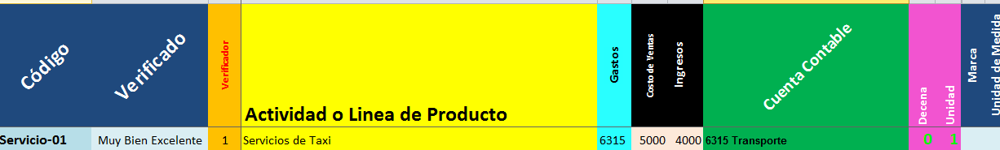 Código
Verificado
Verificador
Actividad o Linea de Producto
Gastos
Costo de Ventas
Ingresos
Cuenta Contable
Decena
Unidad
Marca
Unidad de Medida
Servicio-01 Muy Bien Excelente 1 Servicios de Taxi 6315 5000 4000 6315 Transporte 0 1